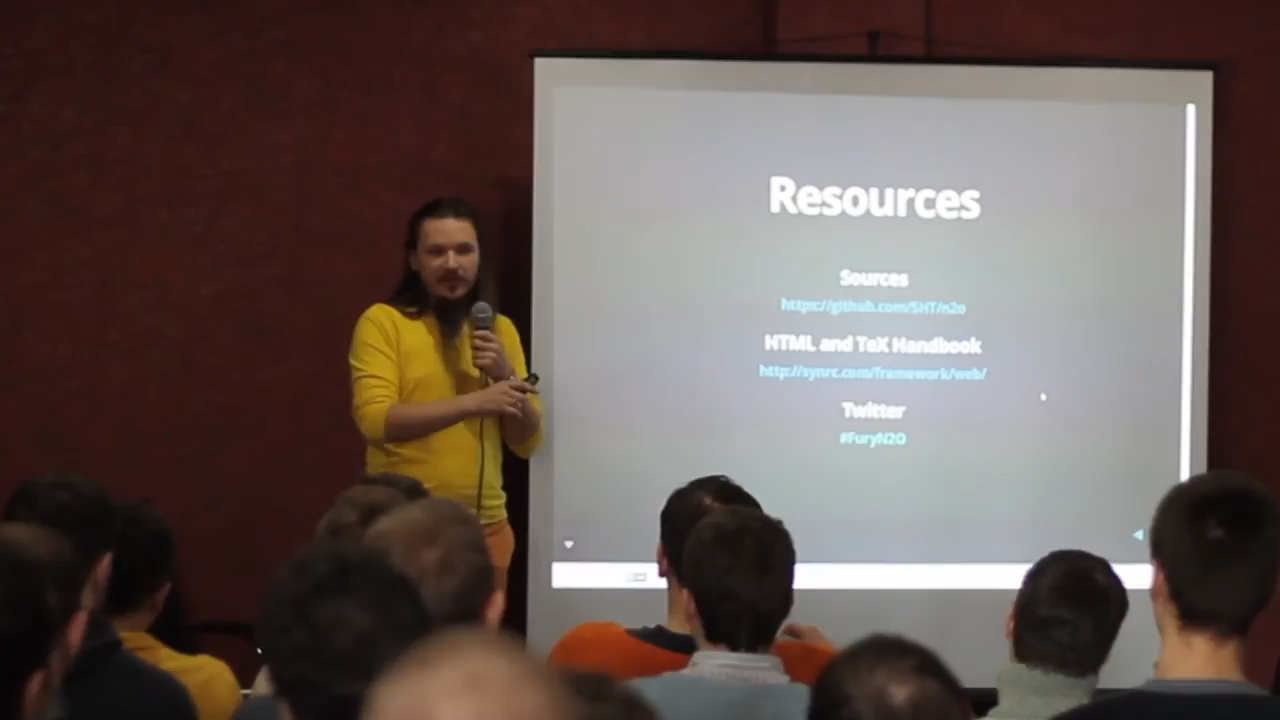 Resources
Sources
https://github.com/5HT/n2o
HTML and TeX Handbook
http://synrc.com/framework/web/
Twitter
#FuryN2O